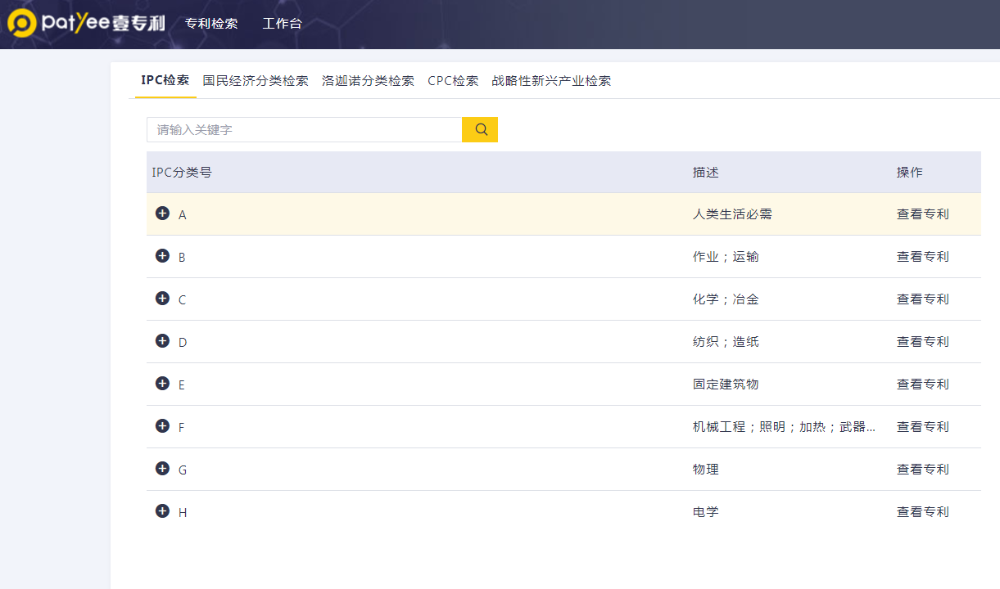 patyee壹专利 专利检索 工作台
IPC检索 国民经济分类检索 洛迦诺分类检索 CPC检索 战略性新兴产业检索
请输入关键字
IPC分类号 描述 操作
A 人类生活必需 查看专利
B 作业；运输 查看专利
C 化学；冶金 查看专利
D 纺织；造纸 查看专利
E 固定建筑物 查看专利
F 机械工程；照明；加热；武器... 查看专利
G 物理 查看专利
H 电学 查看专利